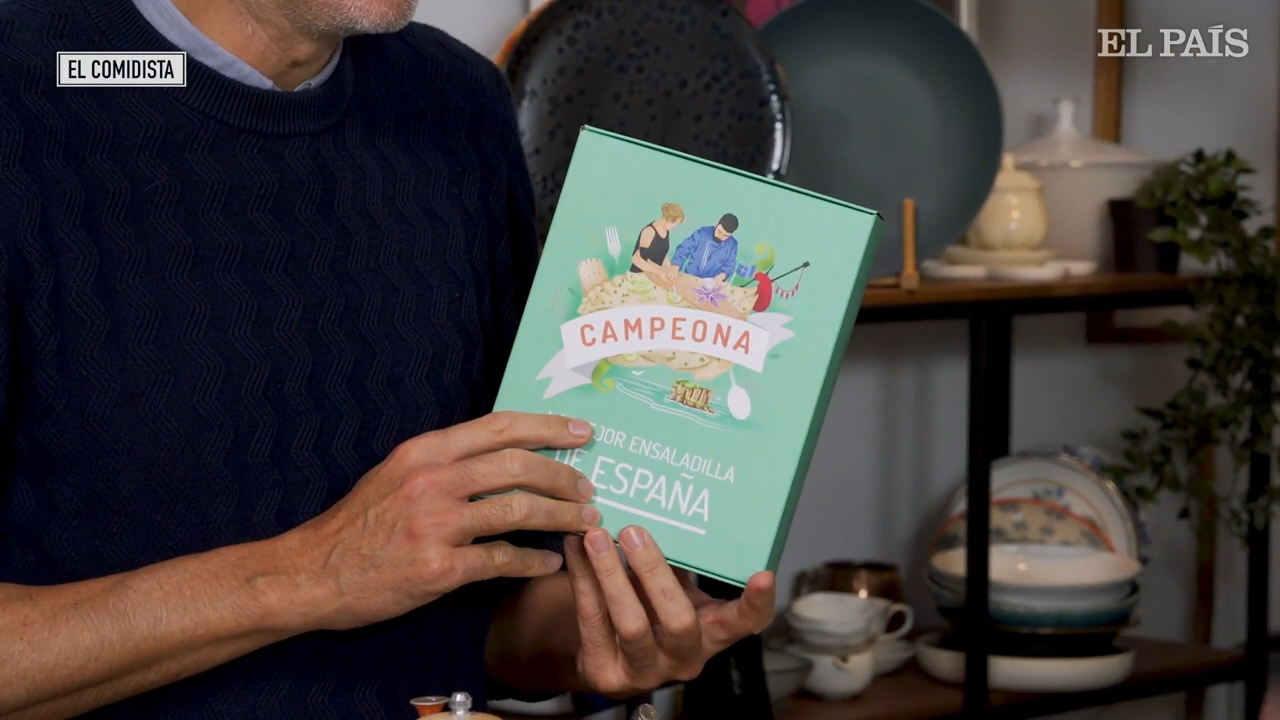 EL COMIDISTA
EL PAÍS
CAMPEONA
ENSALADILLA
ESPAÑA